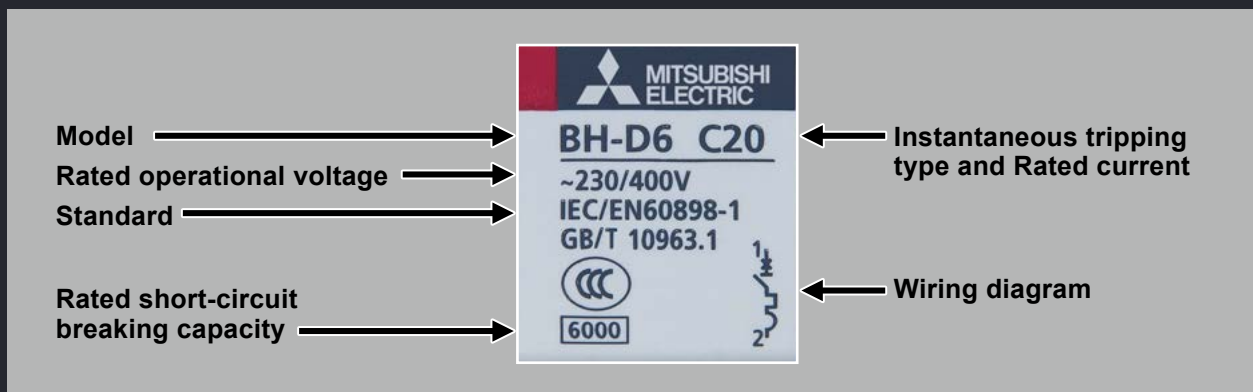 MITSUBISHI
ELECTRIC
Model
BH-D6 C20
Instantaneous tripping
type and Rated current
Rated operational voltage
~230/400V
Standard
IEC/EN60898-1
GB/T 10963.1
CCC
1
2
Wiring diagram
Rated short-circuit
breaking capacity
6000